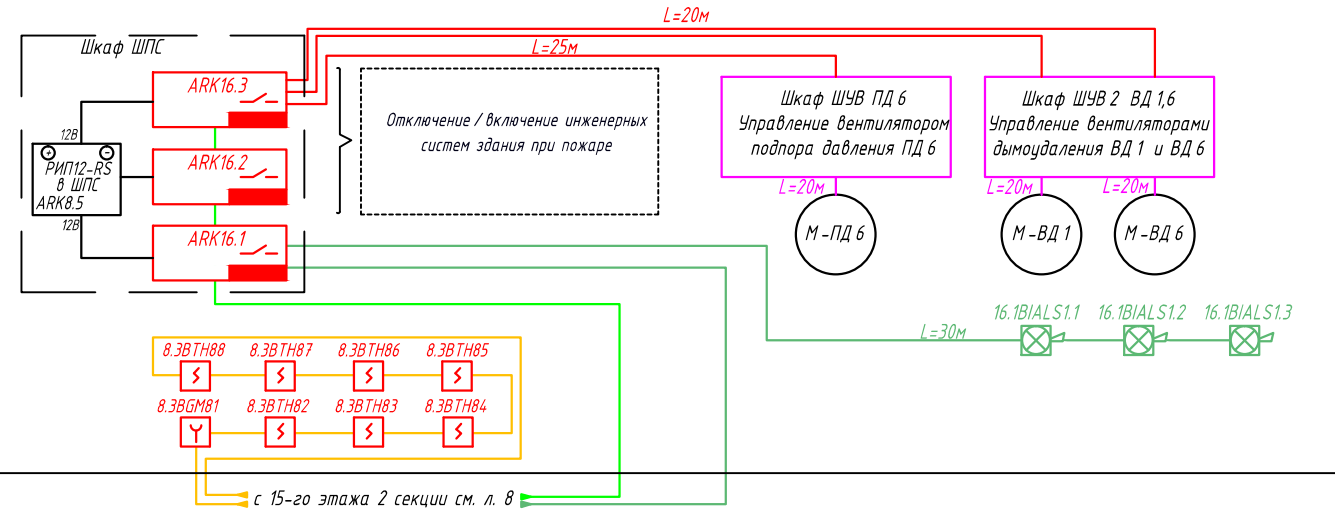 L=20м
Шкаф ШПС
L=25м
ARK16.3
Шкаф ШУВ ПД 6
Управление вентилятором
подпора давления ПД 6
Шкаф ШУВ 2 ВД 1,6
Управление вентиляторами
дымоудаления ВД 1 и ВД 6
Отключение / включение инженерных
систем здания при пожаре
12В
+
-
РИП12-RS
в ШПС
ARK8.5
12В
ARK16.2
ARK16.1
L=20м
L=20м
L=20м
М -ПД 6
М -ВД 1
М -ВД 6
16.1BIALS1.1
16.1BIALS1.2
16.1BIALS1.3
L=30м
8.3BTH88
8.3BTH87
8.3BTH86
8.3BTH85
8.3BGM81
8.3BTH82
8.3BTH83
8.3BTH84
с 15-го этажа 2 секции см. л. 8